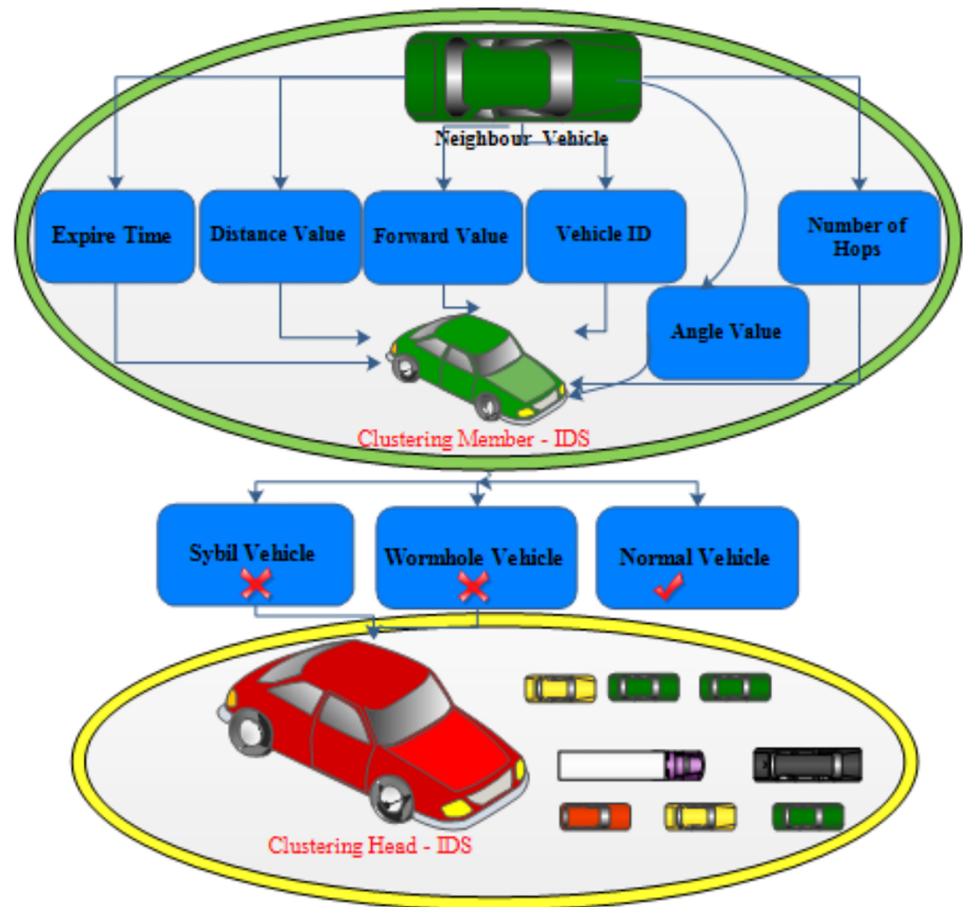 Neighbour Vehicle
Expire Time
Distance Value
Forward Value
Vehicle ID
Number of
Hops
Angle Value
Clustering Member - IDS
Sybil Vehicle
Wormhole Vehicle
Normal Vehicle
Clustering Head - IDS